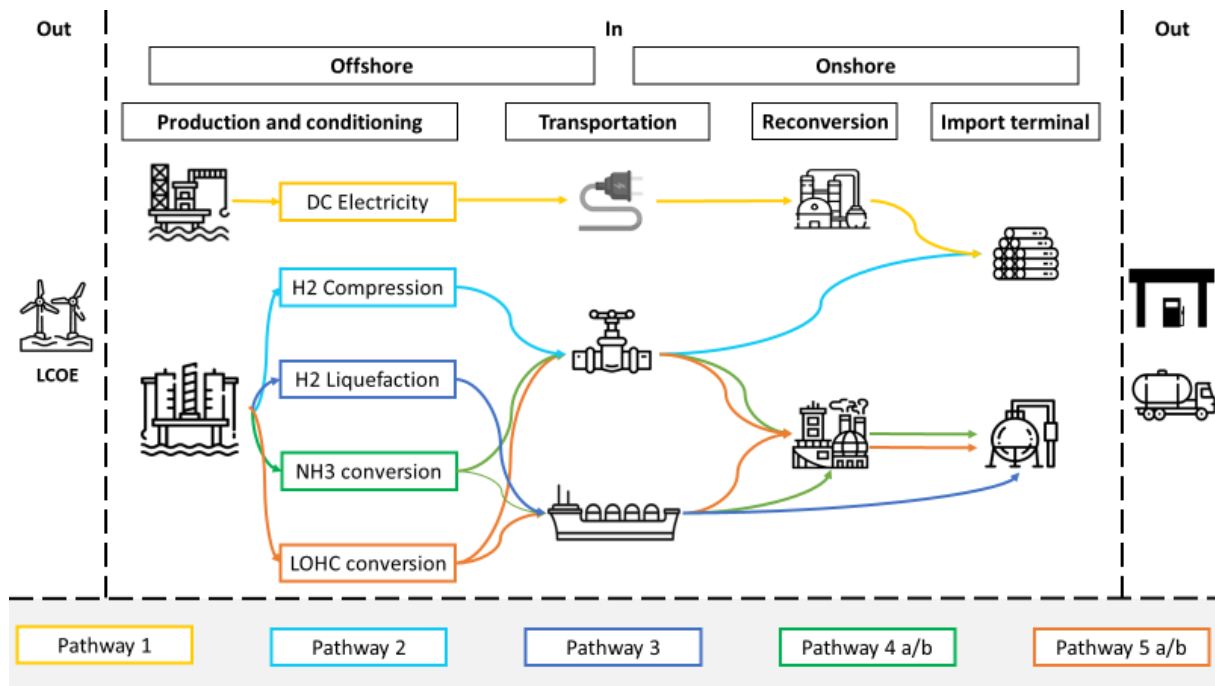 Out
In
Out
Offshore
Onshore
Production and conditioning
Transportation
Reconversion
Import terminal
DC Electricity
H2 Compression
H2 Liquefaction
LCOE
NH3 conversion
LOHC conversion
Pathway 1
Pathway 2
Pathway 3
Pathway 4 a/b
Pathway 5 a/b